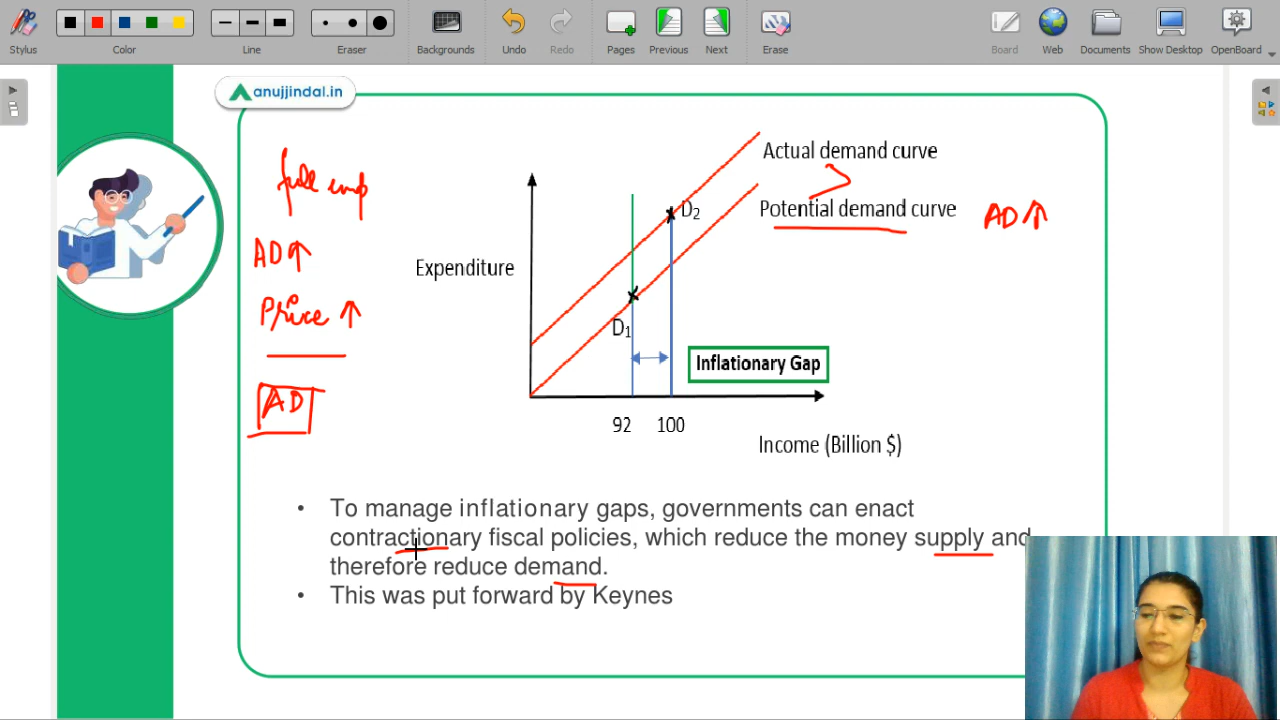 Stylus
Color
Line
Eraser
Backgrounds
Undo
Redo
Pages
Previous
Next
Erase
Board
Web
Documents
Show Desktop
OpenBoard
anujjindal.in
full emp
AD↑
Price ↑
AD
Actual demand curve
>
Potential demand curve
AD↑
D2
Expenditure
D1
Inflationary Gap
92
100
Income (Billion $)
• To manage inflationary gaps, governments can enact
contractionary fiscal policies, which reduce the money supply and
therefore reduce demand.
• This was put forward by Keynes